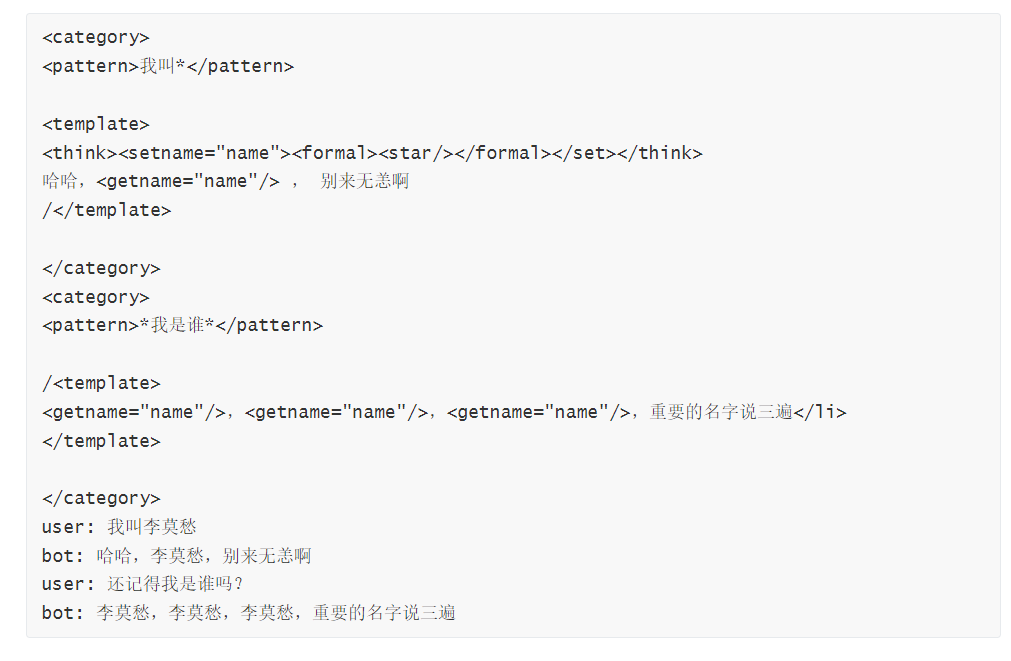 <category>
<pattern>我叫*</pattern>
<template>
<think><setname="name"><formal><star/></formal></set></think>
哈哈，<getname="name"/> ， 别来无恙啊
/</template>
</category>
<category>
<pattern>*我是谁*</pattern>
/<template>
<getname="name"/>，<getname="name"/>，<getname="name"/>，重要的名字说三遍</li>
</template>
</category>
user: 我叫李莫愁
bot: 哈哈，李莫愁，别来无恙啊
user: 还记得我是谁吗？
bot: 李莫愁，李莫愁，李莫愁，重要的名字说三遍